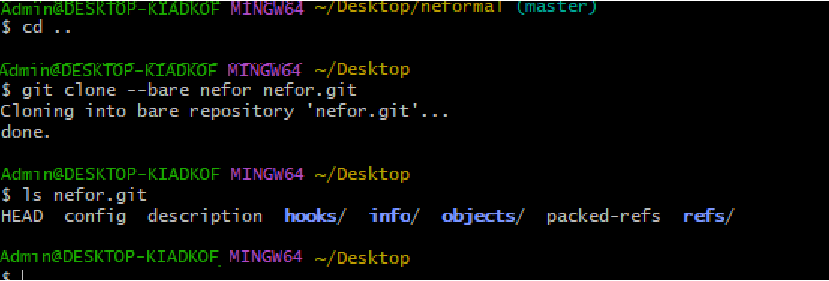 Admin@DESKTOP-KIADKOF MINGW64 ~/Desktop/neformal (master)
$ cd ..
Admin@DESKTOP-KIADKOF MINGW64 ~/Desktop
$ git clone --bare nefor nefor.git
Cloning into bare repository 'nefor.git'...
done.
Admin@DESKTOP-KIADKOF MINGW64 ~/Desktop
$ ls nefor.git
HEAD config description hooks/ info/ objects/ packed-refs refs/
Admin@DESKTOP-KIADKOF MINGW64 ~/Desktop
$